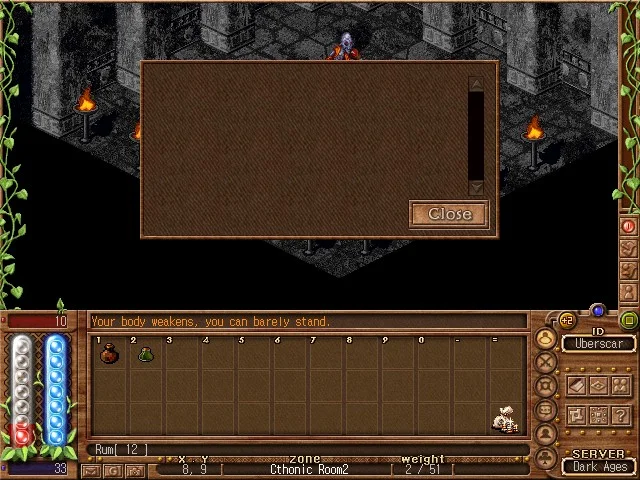 Close
10
Your body weakens, you can barely stand.
+2
1 2 3 4 5 6 7 8 9 0 - =
ID
Uberscar
Rum[ 12 ]
X Y ZONE weight
33
G
?
8, 9 Cthonic Room2 2 / 51
SERVER
Dark Ages